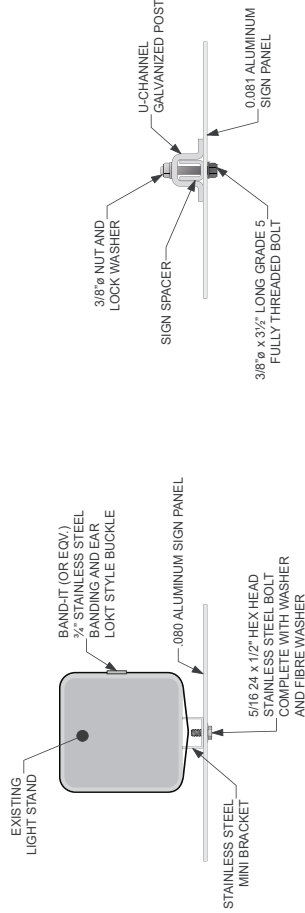 EXISTING
LIGHT STAND
BAND-IT (OR EQV.)
¾" STAINLESS STEEL
BANDING AND EAR
LOKT STYLE BUCKLE
.080 ALUMINUM SIGN PANEL
STAINLESS STEEL
MINI BRACKET
5/16 24 x 1/2" HEX HEAD
STAINLESS STEEL BOLT
COMPLETE WITH WASHER
AND FIBRE WASHER
3/8"ø NUT AND
LOCK WASHER
U-CHANNEL
GALVANIZED POST
SIGN SPACER
0.081 ALUMINUM
SIGN PANEL
3/8"ø x 3½" LONG GRADE 5
FULLY THREADED BOLT